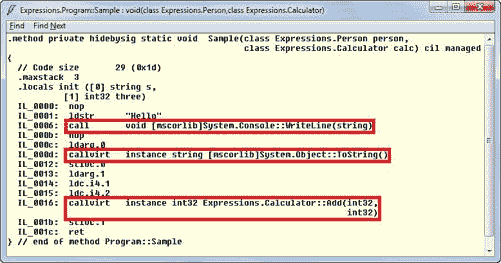 Expressions.Program::Sample : void(class Expressions.Person,class Expressions.Calculator)
Find Find Next
.method private hidebysig static void Sample(class Expressions.Person person,
class Expressions.Calculator calc) cil managed
{
// Code size 29 (0x1d)
.maxstack 3
.locals init ([0] string s,
[1] int32 three)
IL_0000: nop
IL_0001: ldstr "Hello"
IL_0006: call void [mscorlib]System.Console::WriteLine(string)
IL_000b: nop
IL_000c: ldarg.0
IL_000d: callvirt instance string [mscorlib]System.Object::ToString()
IL_0012: stloc.0
IL_0013: ldarg.1
IL_0014: ldc.i4.1
IL_0015: ldc.i4.2
IL_0016: callvirt instance int32 Expressions.Calculator::Add(int32,
int32)
IL_001b: stloc.1
IL_001c: ret
} // end of method Program::Sample